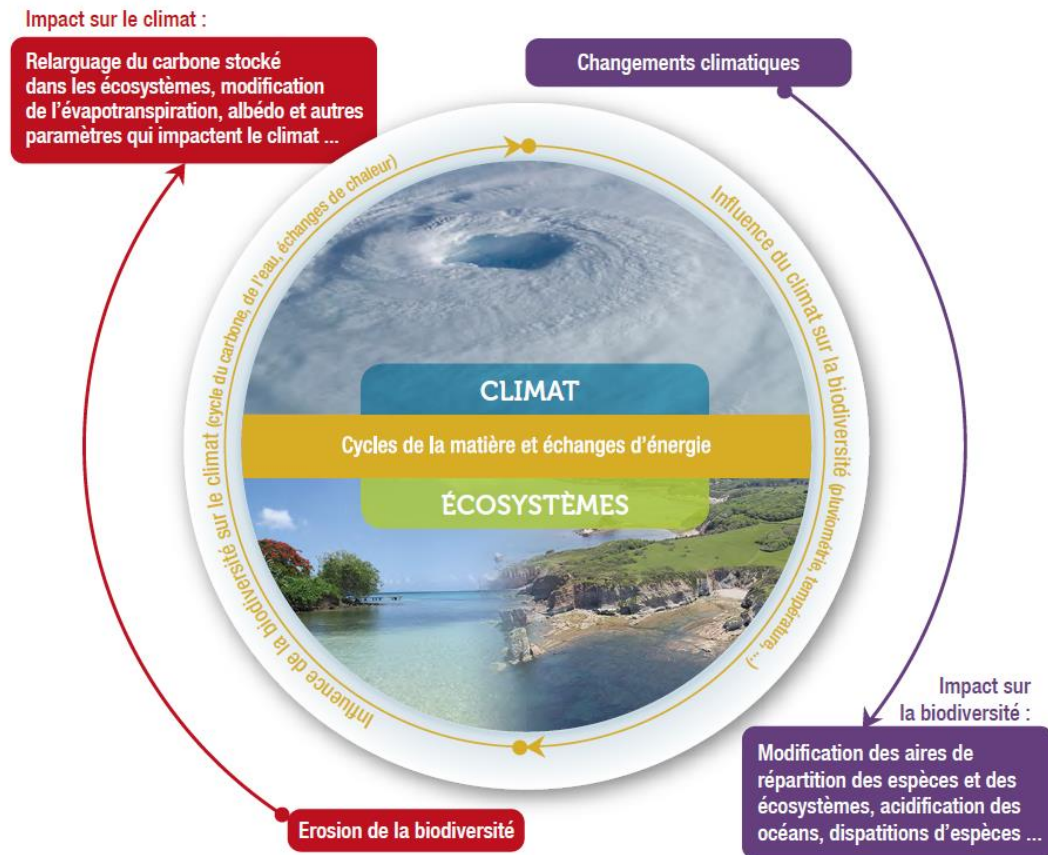 Impact sur le climat :
Relarguage du carbone stocké
dans les écosystèmes, modification
de l'évapotranspiration, albédo et autres
paramètres qui impactent le climat ...
Changements climatiques
Influence de la biodiversité sur le climat (cycle du carbone, de l'eau, échanges de chaleur)
Influence du climat sur la biodiversité (pluviométrie, température, ...)
CLIMAT
Cycles de la matière et échanges d'énergie
ÉCOSYSTÈMES
Impact sur
la biodiversité :
Modification des aires de
répartition des espèces et des
écosystèmes, acidification des
océans, dispatitions d'espèces ...
Erosion de la biodiversité